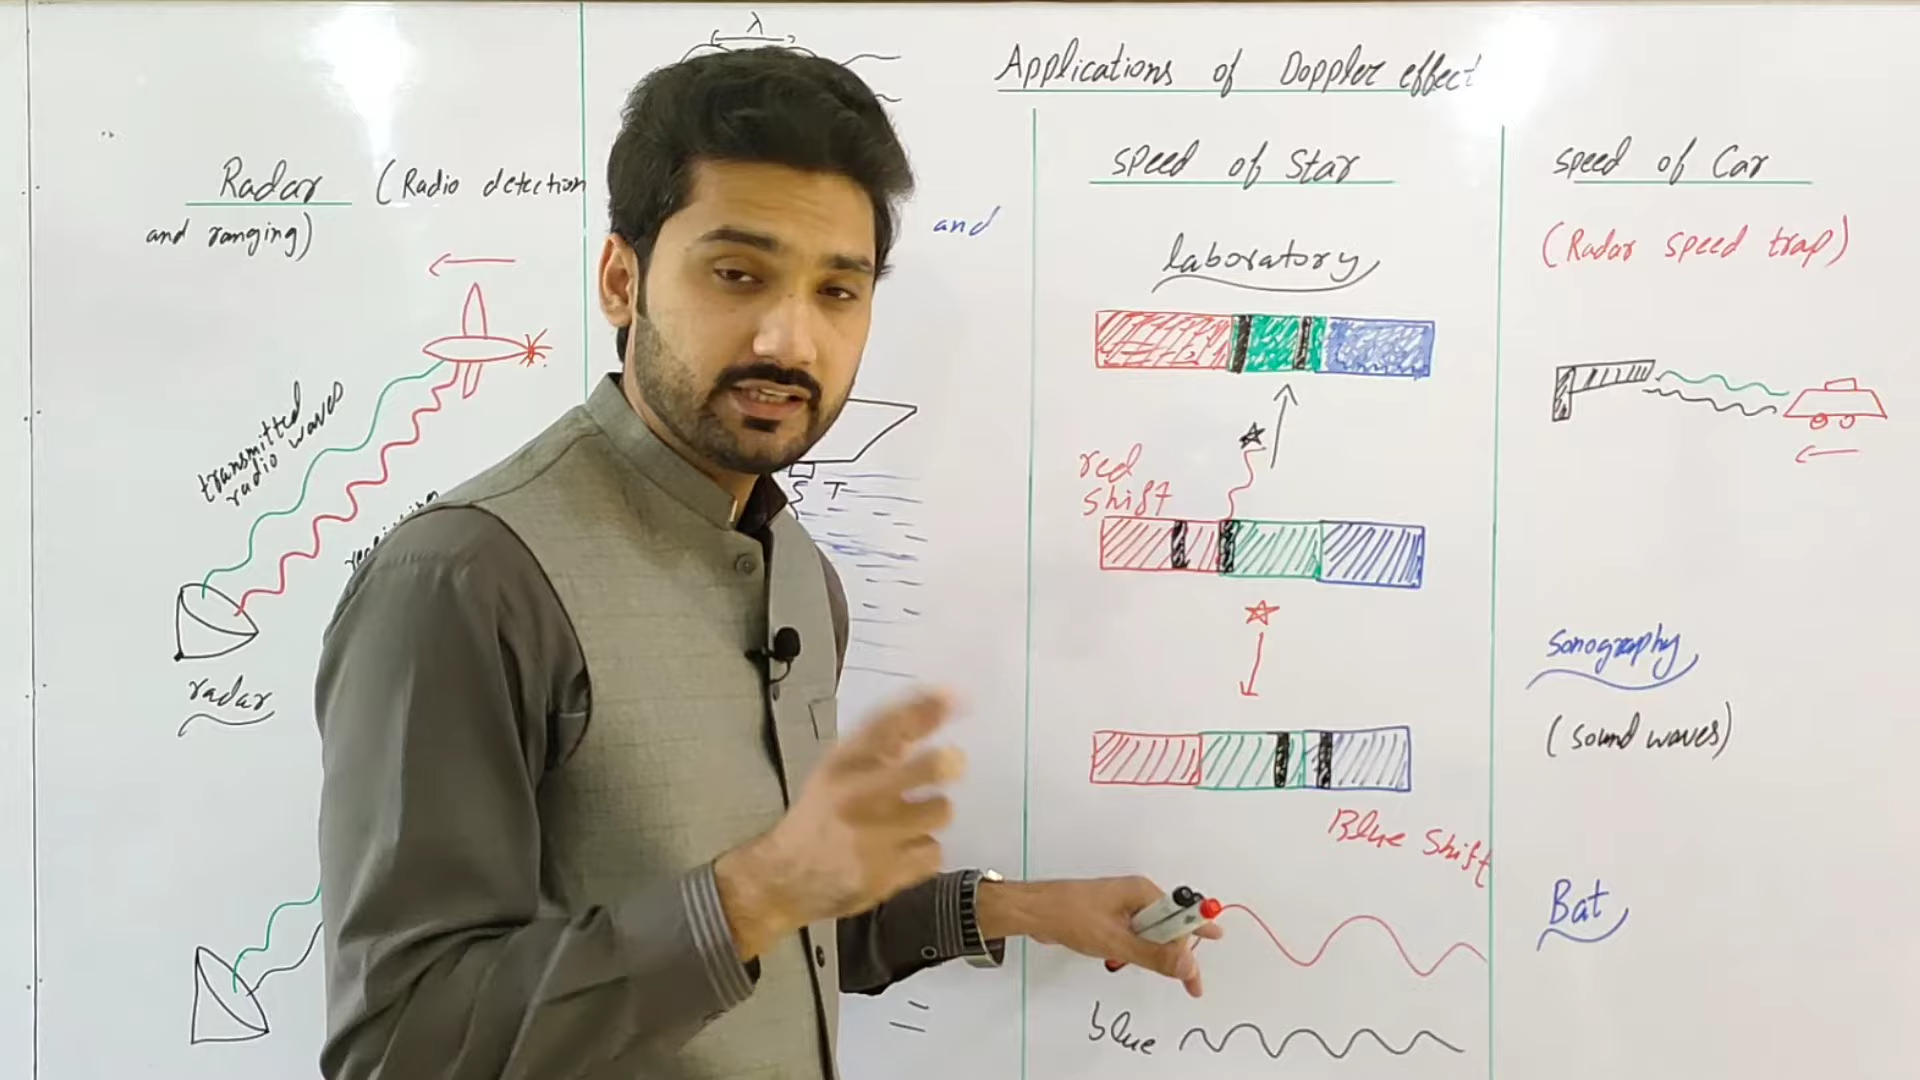 λ
Applications of Doppler effect
Radar (Radio detection
and ranging)
transmitted
radio waves
radar
and
S T
speed of Star
laboratory
red
shift
Blue Shift
blue
speed of Car
(Radar speed trap)
sonography
(sound waves)
Bat